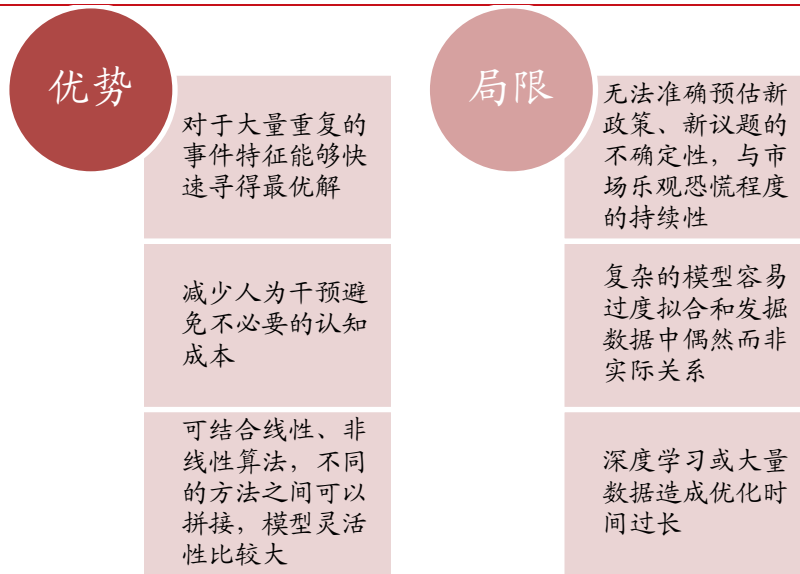 优势
对于大量重复的
事件特征能够快
速寻得最优解
减少人为干预避
免不必要的认知
成本
可结合线性、非
线性算法，不同
的方法之间可以
拼接，模型灵活
性比较大
局限
无法准确预估新
政策、新议题的
不确定性，与市
场乐观恐慌程度
的持续性
复杂的模型容易
过度拟合和发掘
数据中偶然而非
实际关系
深度学习或大量
数据造成优化时
间过长